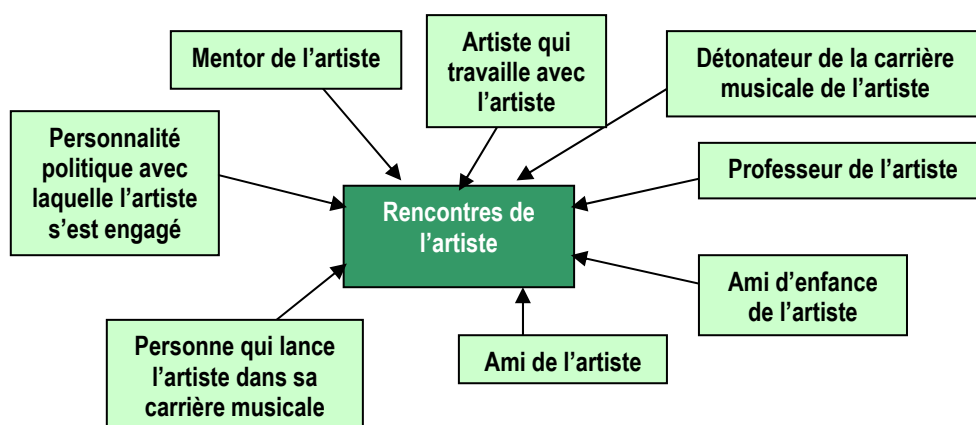 Mentor de l’artiste
Artiste qui
travaille avec
l’artiste
Détonateur de la carrière
musicale de l’artiste
Personnalité
politique avec
laquelle l’artiste
s’est engagé
Professeur de l’artiste
Rencontres de
l’artiste
Ami d’enfance
de l’artiste
Personne qui lance
l’artiste dans sa
carrière musicale
Ami de l’artiste